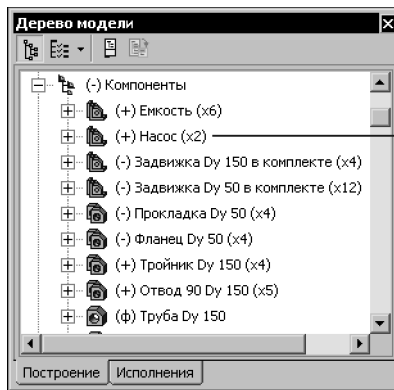 Дерево модели
(-) Компоненты
(+) Емкость (x6)
(+) Насос (x2)
(-) Задвижка Dy 150 в комплекте (x4)
(-) Задвижка Dy 50 в комплекте (x12)
(-) Прокладка Dy 50 (x4)
(-) Фланец Dy 50 (x4)
(+) Тройник Dy 150 (x4)
(+) Отвод 90 Dy 150 (x5)
(ф) Труба Dy 150
Построение Исполнения